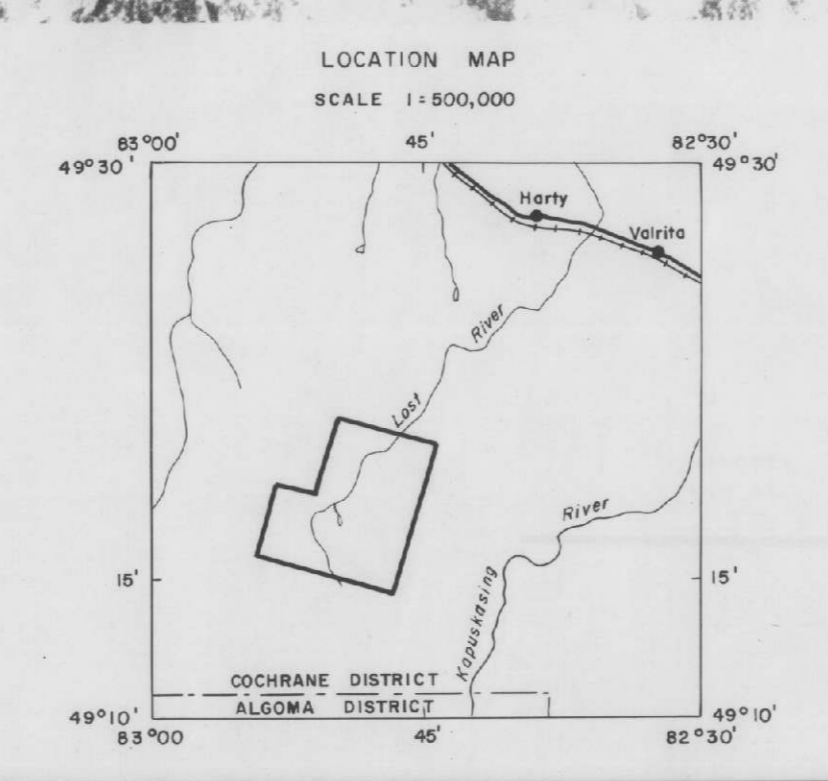 LOCATION MAP
SCALE 1=500,000
83°00' 45' 82°30'
49°30' 49°30'
Harty
Valrita
River
Lost
River
Kapuskasing
15' 15'
COCHRANE DISTRICT
ALGOMA DISTRICT
49°10' 49°10'
83°00 45' 82°30'